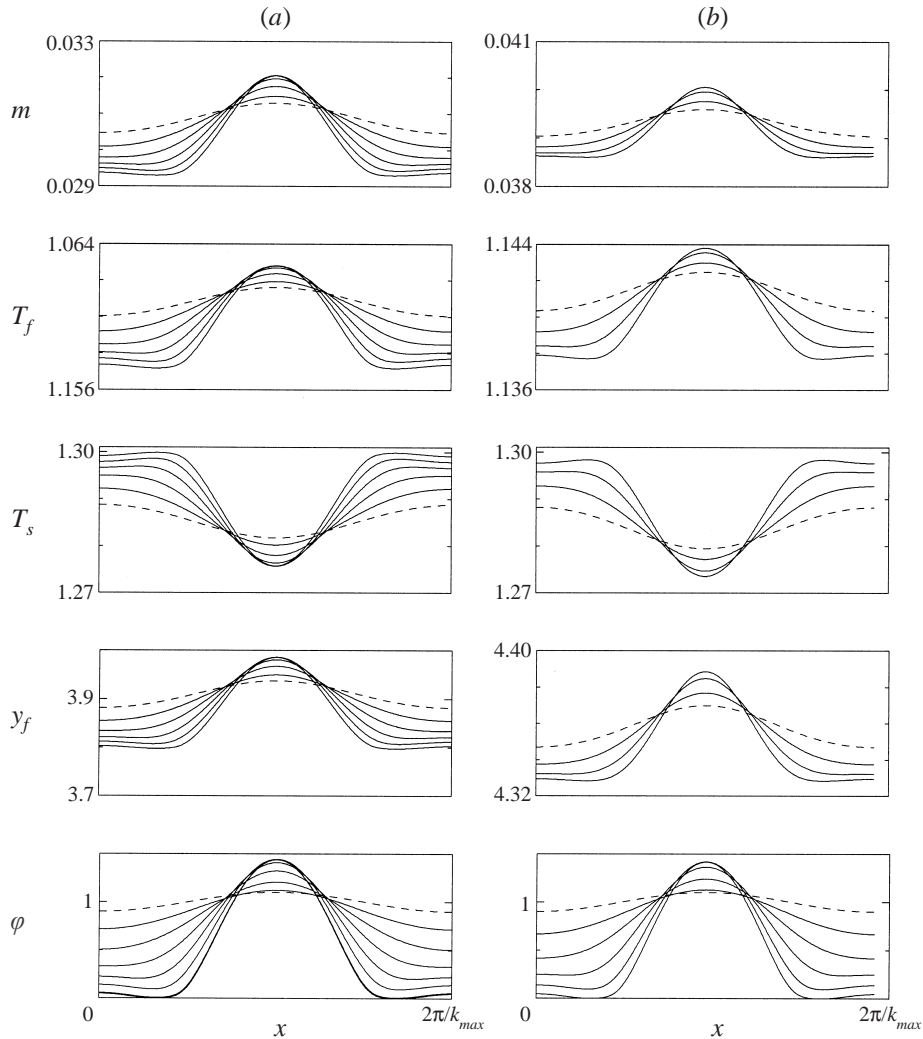 (a) (b)
0.033 0.041
m
0.029 0.038
1.064 1.144
T_f
1.156 1.136
1.30 1.30
T_s
1.27 1.27
4.40
3.9
y_f
3.7 4.32
1 1
φ
0 2π/k_max 0 2π/k_max
x x